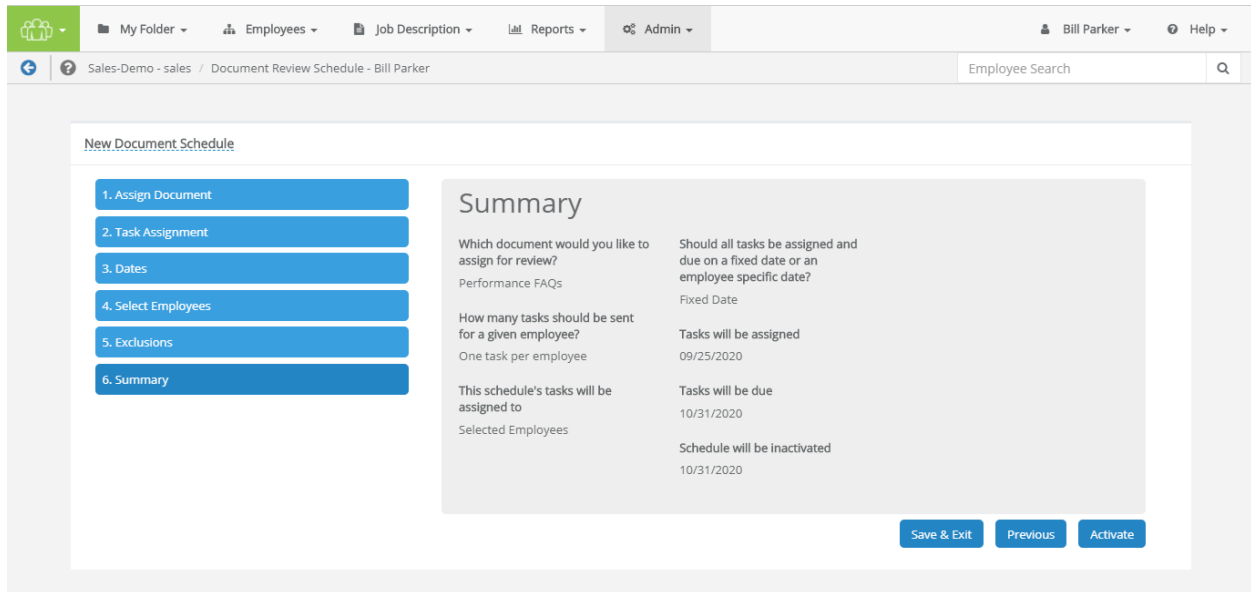 My Folder
Employees
Job Description
Reports
Admin
Bill Parker
Help
Sales-Demo - sales / Document Review Schedule - Bill Parker
Employee Search
New Document Schedule
1. Assign Document
2. Task Assignment
3. Dates
4. Select Employees
5. Exclusions
6. Summary
Summary
Which document would you like to
assign for review?
Performance FAQs
How many tasks should be sent
for a given employee?
One task per employee
This schedule's tasks will be
assigned to
Selected Employees
Should all tasks be assigned and
due on a fixed date or an
employee specific date?
Fixed Date
Tasks will be assigned
09/25/2020
Tasks will be due
10/31/2020
Schedule will be inactivated
10/31/2020
Save & Exit
Previous
Activate